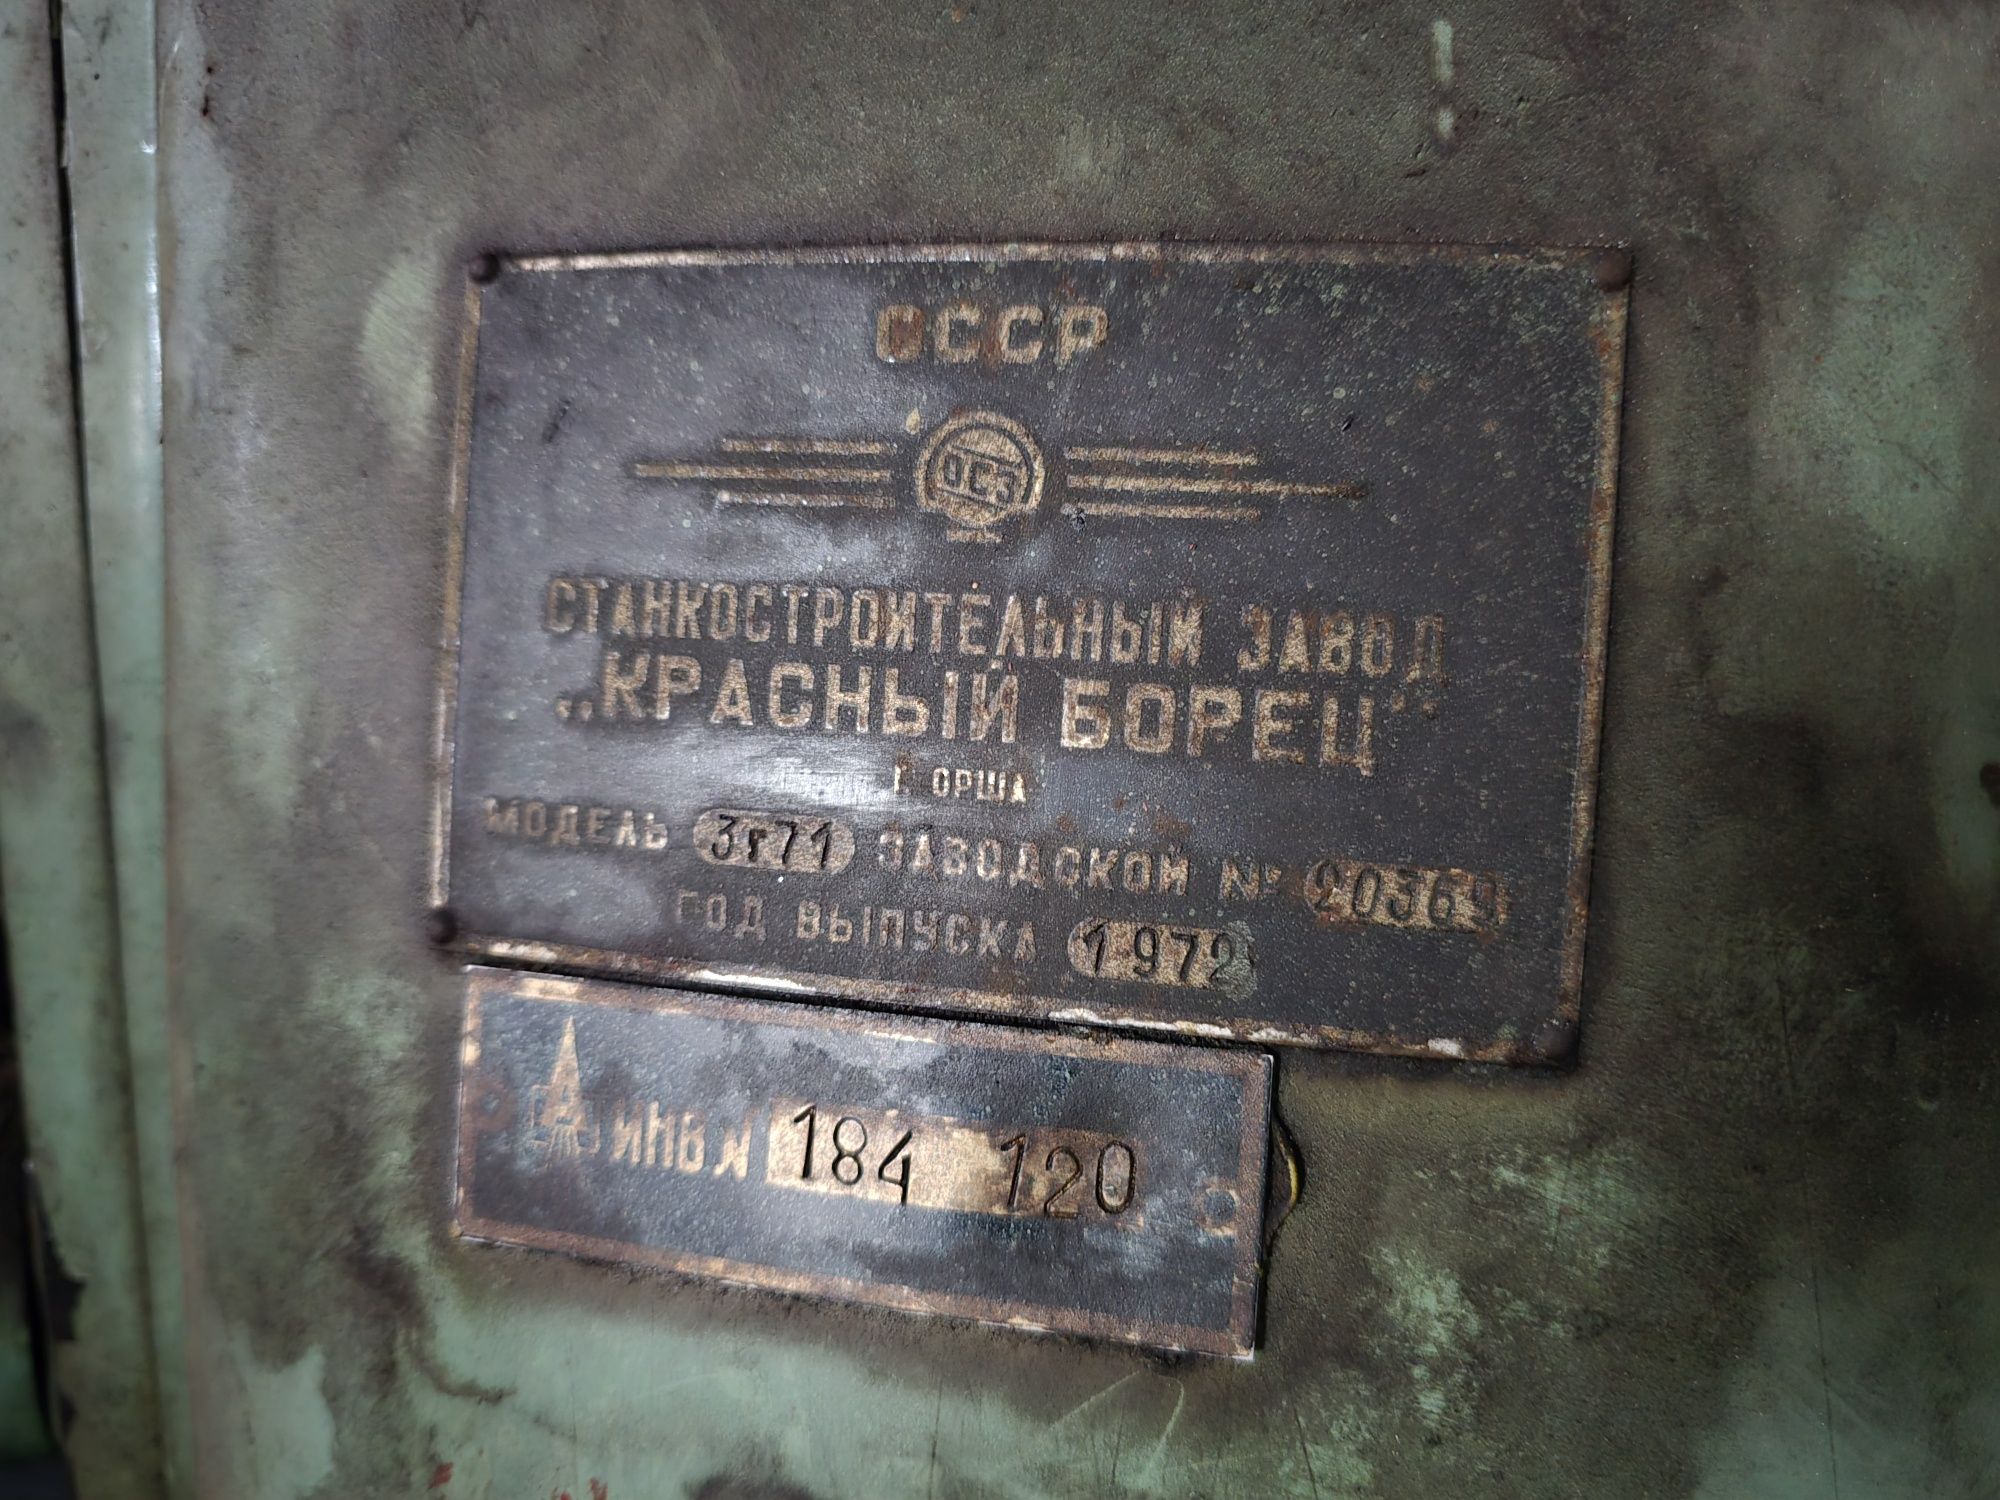 СССР
ОСЗ
СТАНКОСТРОИТЕЛЬНЫЙ ЗАВОД
„КРАСНЫЙ БОРЕЦ“
Г. ОРША
МОДЕЛЬ 3г71 ЗАВОДСКОЙ № 20369
ГОД ВЫПУСКА 1972
ИНВ.№ 184 120